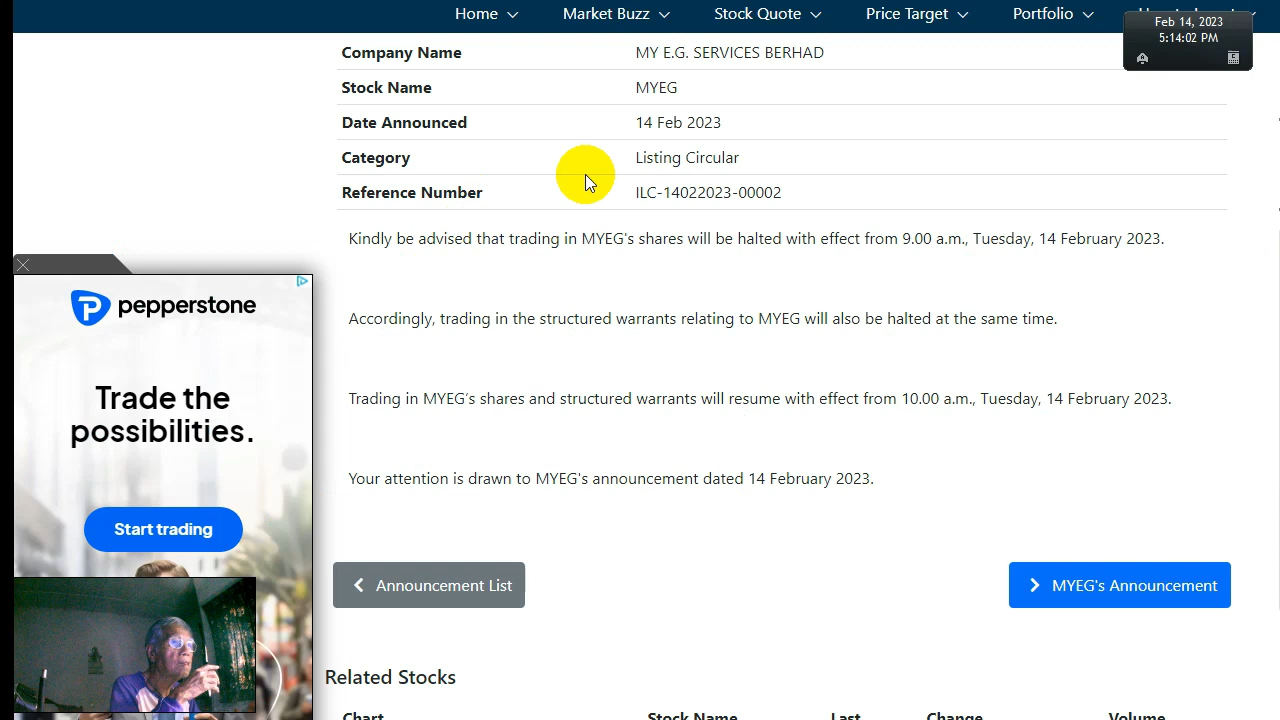 Home
Market Buzz
Stock Quote
Price Target
Portfolio
Feb 14, 2023
5:14:02 PM
Company Name MY E.G. SERVICES BERHAD
Stock Name MYEG
Date Announced 14 Feb 2023
Category Listing Circular
Reference Number ILC-14022023-00002
Kindly be advised that trading in MYEG's shares will be halted with effect from 9.00 a.m., Tuesday, 14 February 2023.
Accordingly, trading in the structured warrants relating to MYEG will also be halted at the same time.
Trading in MYEG's shares and structured warrants will resume with effect from 10.00 a.m., Tuesday, 14 February 2023.
Your attention is drawn to MYEG's announcement dated 14 February 2023.
pepperstone
Trade the
possibilities.
Start trading
Announcement List
MYEG's Announcement
Related Stocks
Chart Stock Name Last Change Volume